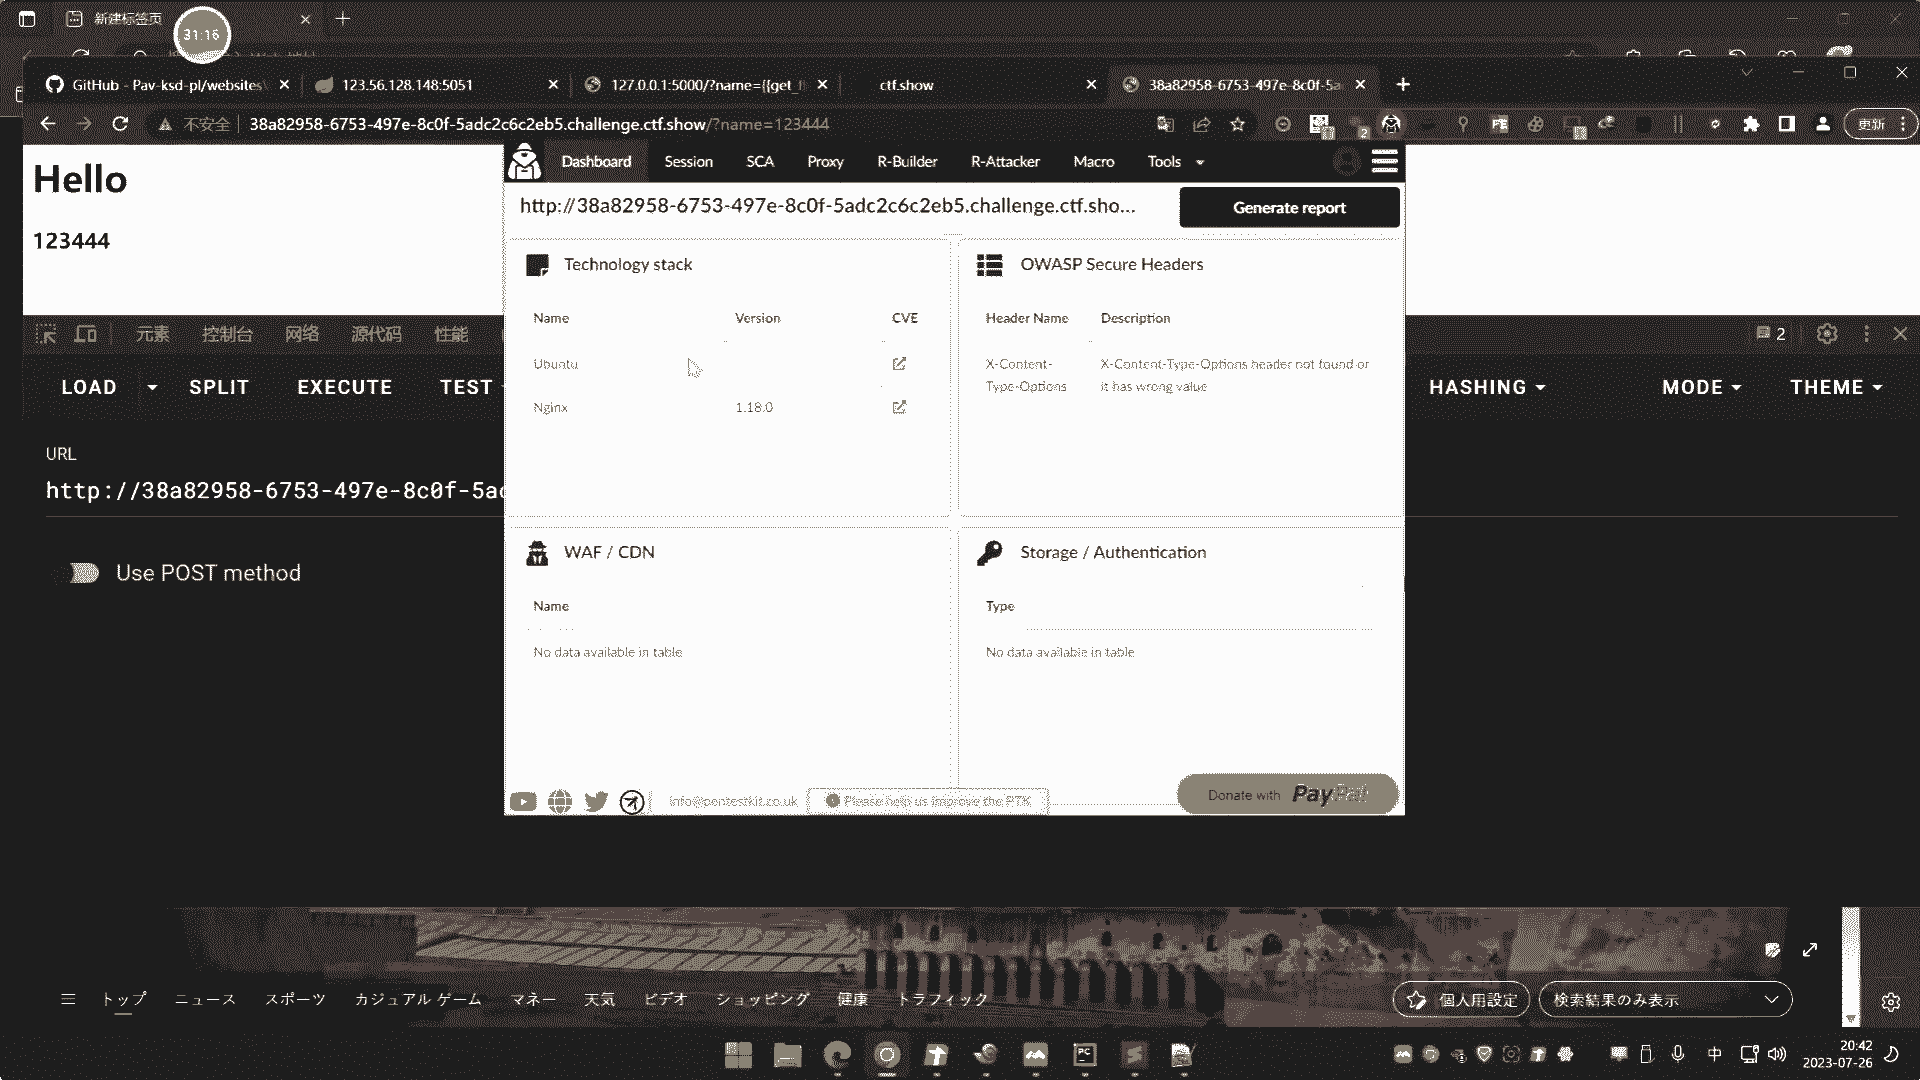 新建标签页
31:16
GitHub - Pav-ksd-pl/websites
123.56.128.148:5051
127.0.0.1:5000/?name={{get_f
ctf.show
38a82958-6753-497e-8c0f-5a
不安全
38a82958-6753-497e-8c0f-5adc2c6c2eb5.challenge.ctf.show/?name=123444
2
更新
Hello
123444
Dashboard
Session
SCA
Proxy
R-Builder
R-Attacker
Macro
Tools
http://38a82958-6753-497e-8c0f-5adc2c6c2eb5.challenge.ctf.sho...
Generate report
Technology stack
Name Version CVE
Ubuntu
Nginx 1.18.0
OWASP Secure Headers
Header Name Description
X-Content-Type-Options header not found or
X-Content-
it has wrong value
Type-Options
元素
控制台
网络
源代码
性能
2
LOAD
SPLIT
EXECUTE
TEST
HASHING
MODE
THEME
URL
http://38a82958-6753-497e-8c0f-5ad
Use POST method
WAF / CDN
Name
No data available in table
Storage / Authentication
Type
No data available in table
info@pentestkit.co.uk
Please help us improve the PTK
Donate with PayPal
トップ
ニュース
スポーツ
カジュアル ゲーム
マネー
天気
ビデオ
ショッピング
健康
トラフィック
個人用設定
検索結果のみ表示
中
20:42
2023-07-26